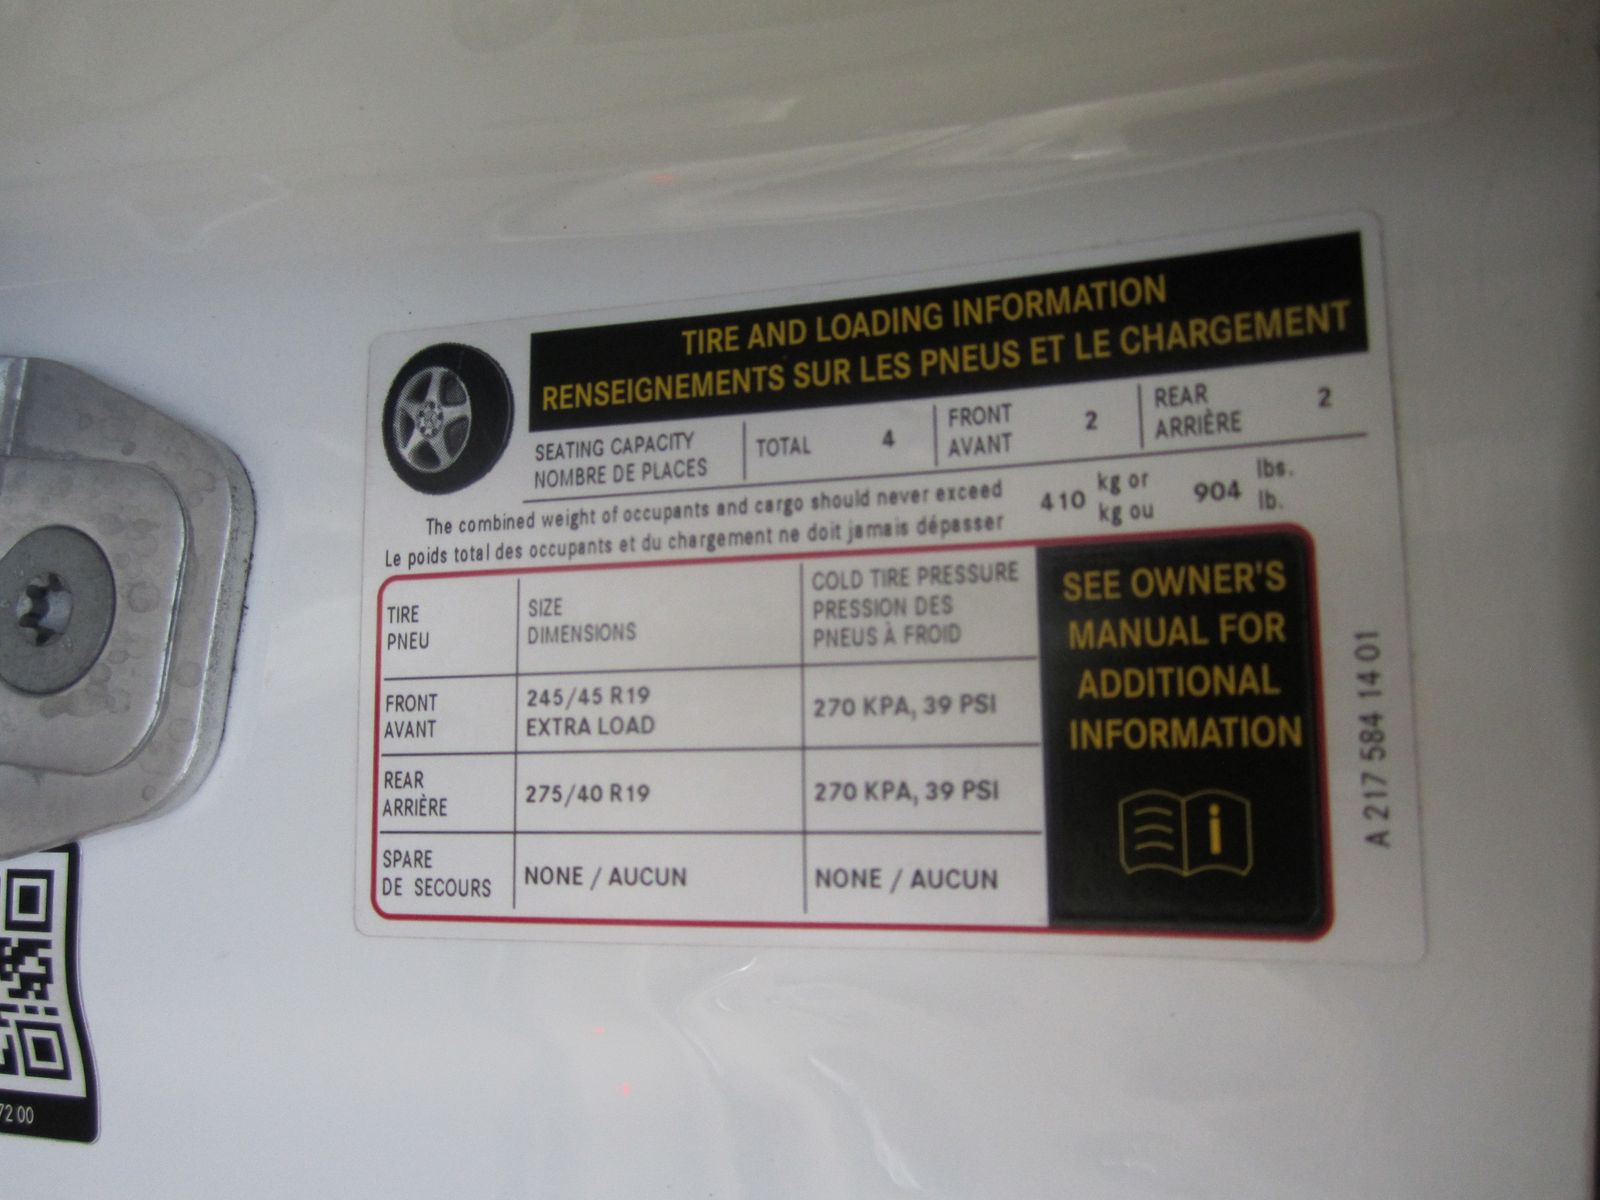 TIRE AND LOADING INFORMATION
RENSEIGNEMENTS SUR LES PNEUS ET LE CHARGEMENT
SEATING CAPACITY
NOMBRE DE PLACES
TOTAL 4
FRONT
AVANT
2
REAR
ARRIÈRE
2
The combined weight of occupants and cargo should never exceed
Le poids total des occupants et du chargement ne doit jamais dépasser
410
kg or
kg ou
904
lbs.
lb.
TIRE
PNEU
SIZE
DIMENSIONS
COLD TIRE PRESSURE
PRESSION DES
PNEUS À FROID
FRONT
AVANT
245/45 R19
EXTRA LOAD
270 KPA, 39 PSI
REAR
ARRIÈRE
275/40 R19
270 KPA, 39 PSI
SPARE
DE SECOURS
NONE / AUCUN
NONE / AUCUN
SEE OWNER'S
MANUAL FOR
ADDITIONAL
INFORMATION
i
A 217 584 14 01
72 00